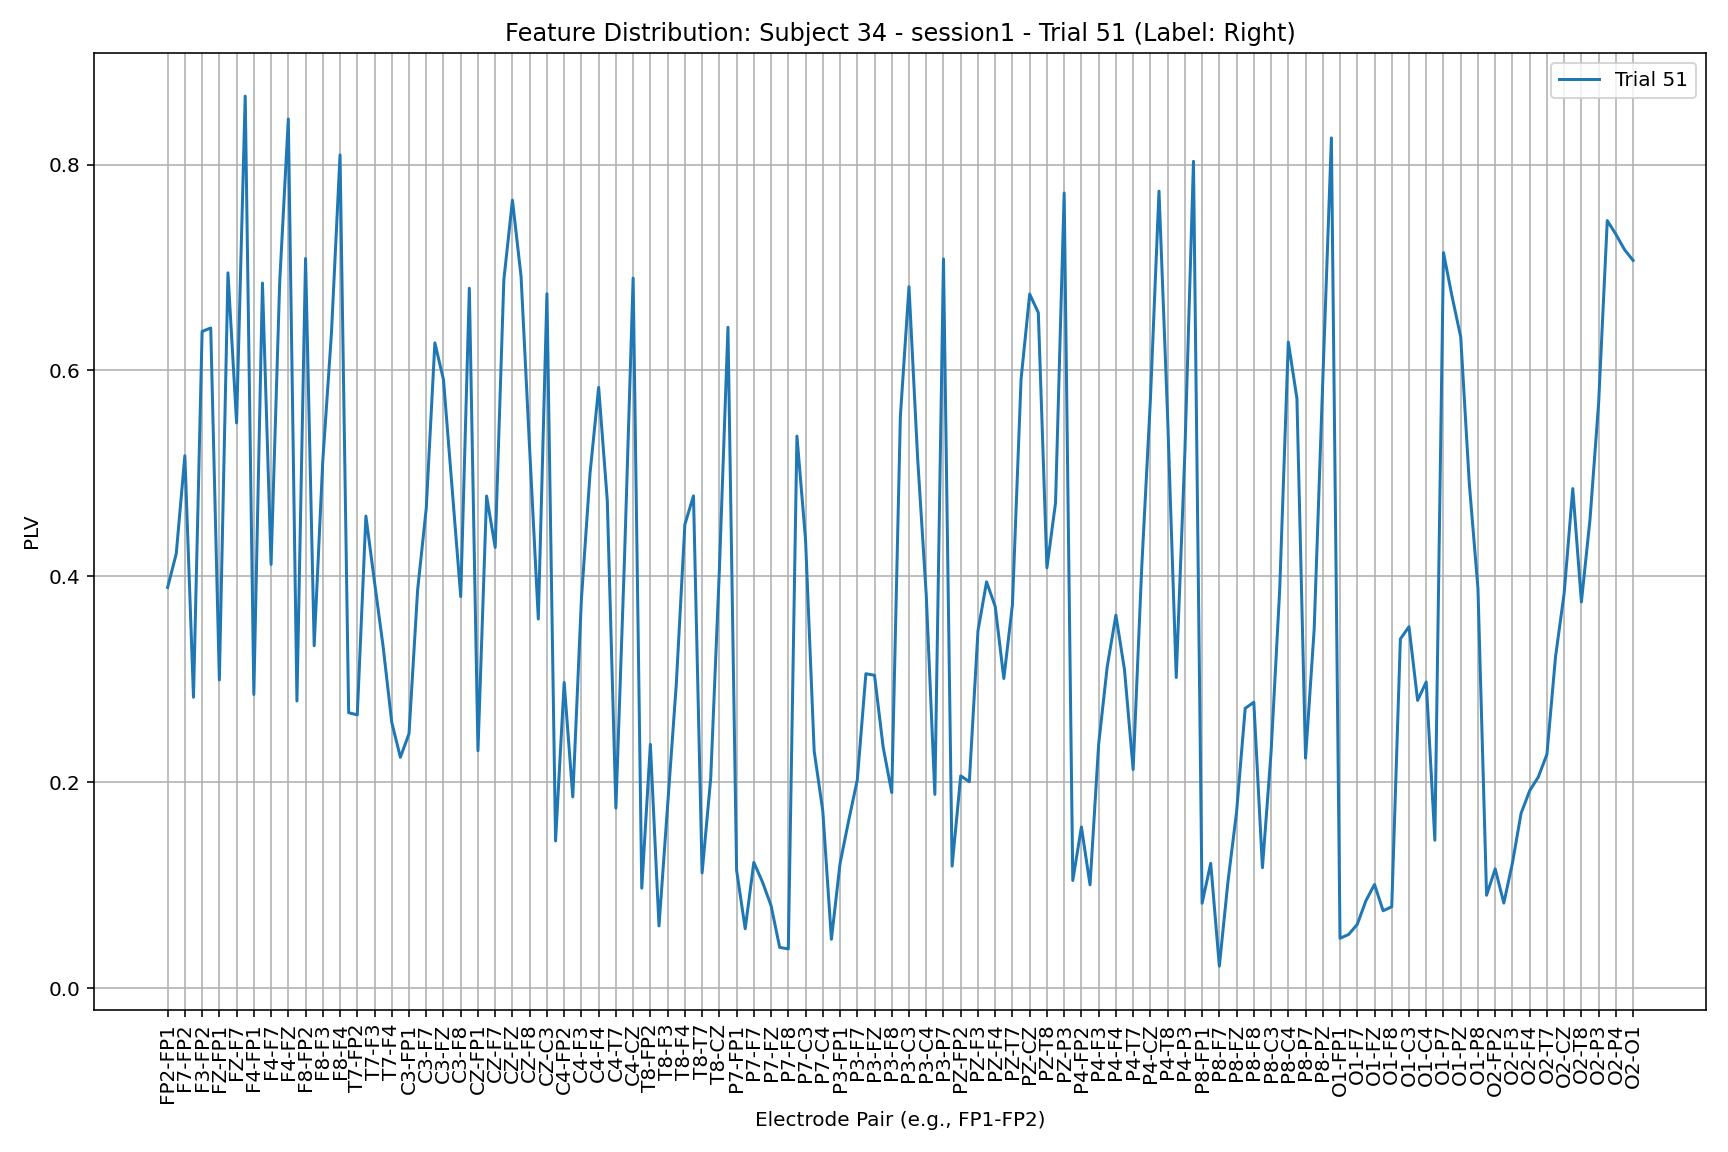 Feature Distribution: Subject 34 - session1 - Trial 51 (Label: Right)
Trial 51
PLV
0.8
0.6
0.4
0.2
0.0
FP2-FP1
F7-FP2
F3-FP2
FZ-FP1
FZ-F7
F4-FP1
F4-F7
F4-FZ
F8-FP2
F8-F3
F8-F4
T7-FP2
T7-F3
T7-F4
C3-FP1
C3-F7
C3-FZ
C3-F8
CZ-FP1
CZ-F7
CZ-FZ
CZ-F8
CZ-C3
C4-FP2
C4-F3
C4-F4
C4-T7
C4-CZ
T8-FP2
T8-F3
T8-F4
T8-T7
T8-CZ
P7-FP1
P7-F7
P7-FZ
P7-F8
P7-C3
P7-C4
P3-FP1
P3-F7
P3-FZ
P3-F8
P3-C3
P3-C4
P3-P7
PZ-FP2
PZ-F3
PZ-F4
PZ-T7
PZ-CZ
PZ-T8
PZ-P3
P4-FP2
P4-F3
P4-F4
P4-T7
P4-CZ
P4-T8
P4-P3
P8-FP1
P8-F7
P8-FZ
P8-F8
P8-C3
P8-C4
P8-P7
P8-PZ
O1-FP1
O1-F7
O1-FZ
O1-F8
O1-C3
O1-C4
O1-P7
O1-PZ
O1-P8
O2-FP2
O2-F3
O2-F4
O2-T7
O2-CZ
O2-T8
O2-P3
O2-P4
O2-O1
Electrode Pair (e.g., FP1-FP2)